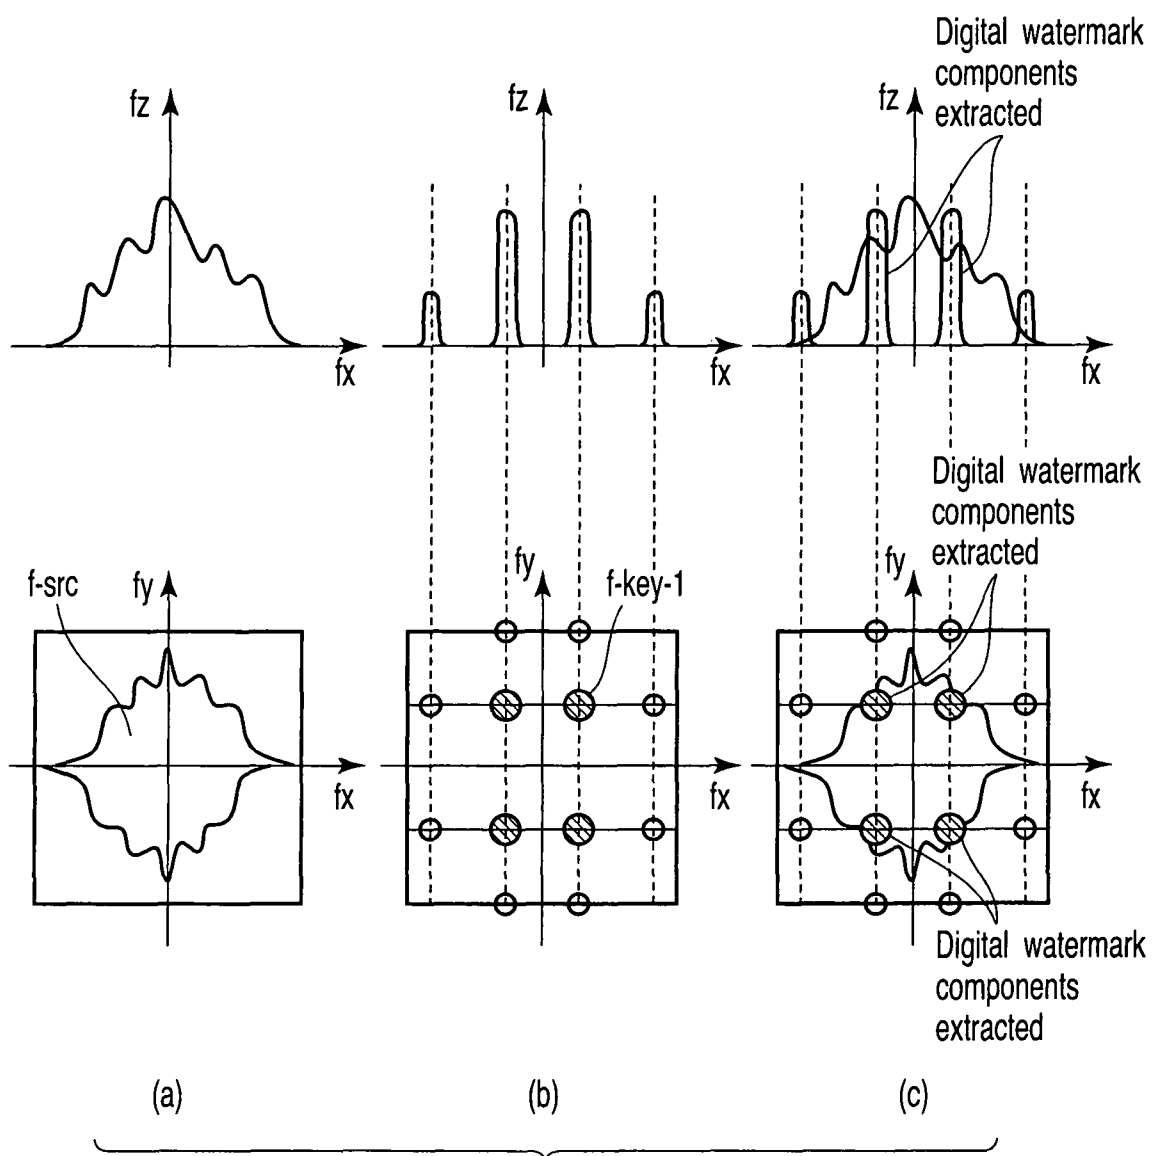 Digital watermark
components
extracted
fz
fz
fz
fx
fx
fx
Digital watermark
components
extracted
f-src
fy
fy
f-key-1
fy
fx
fx
fx
Digital watermark
components
extracted
(a)
(b)
(c)